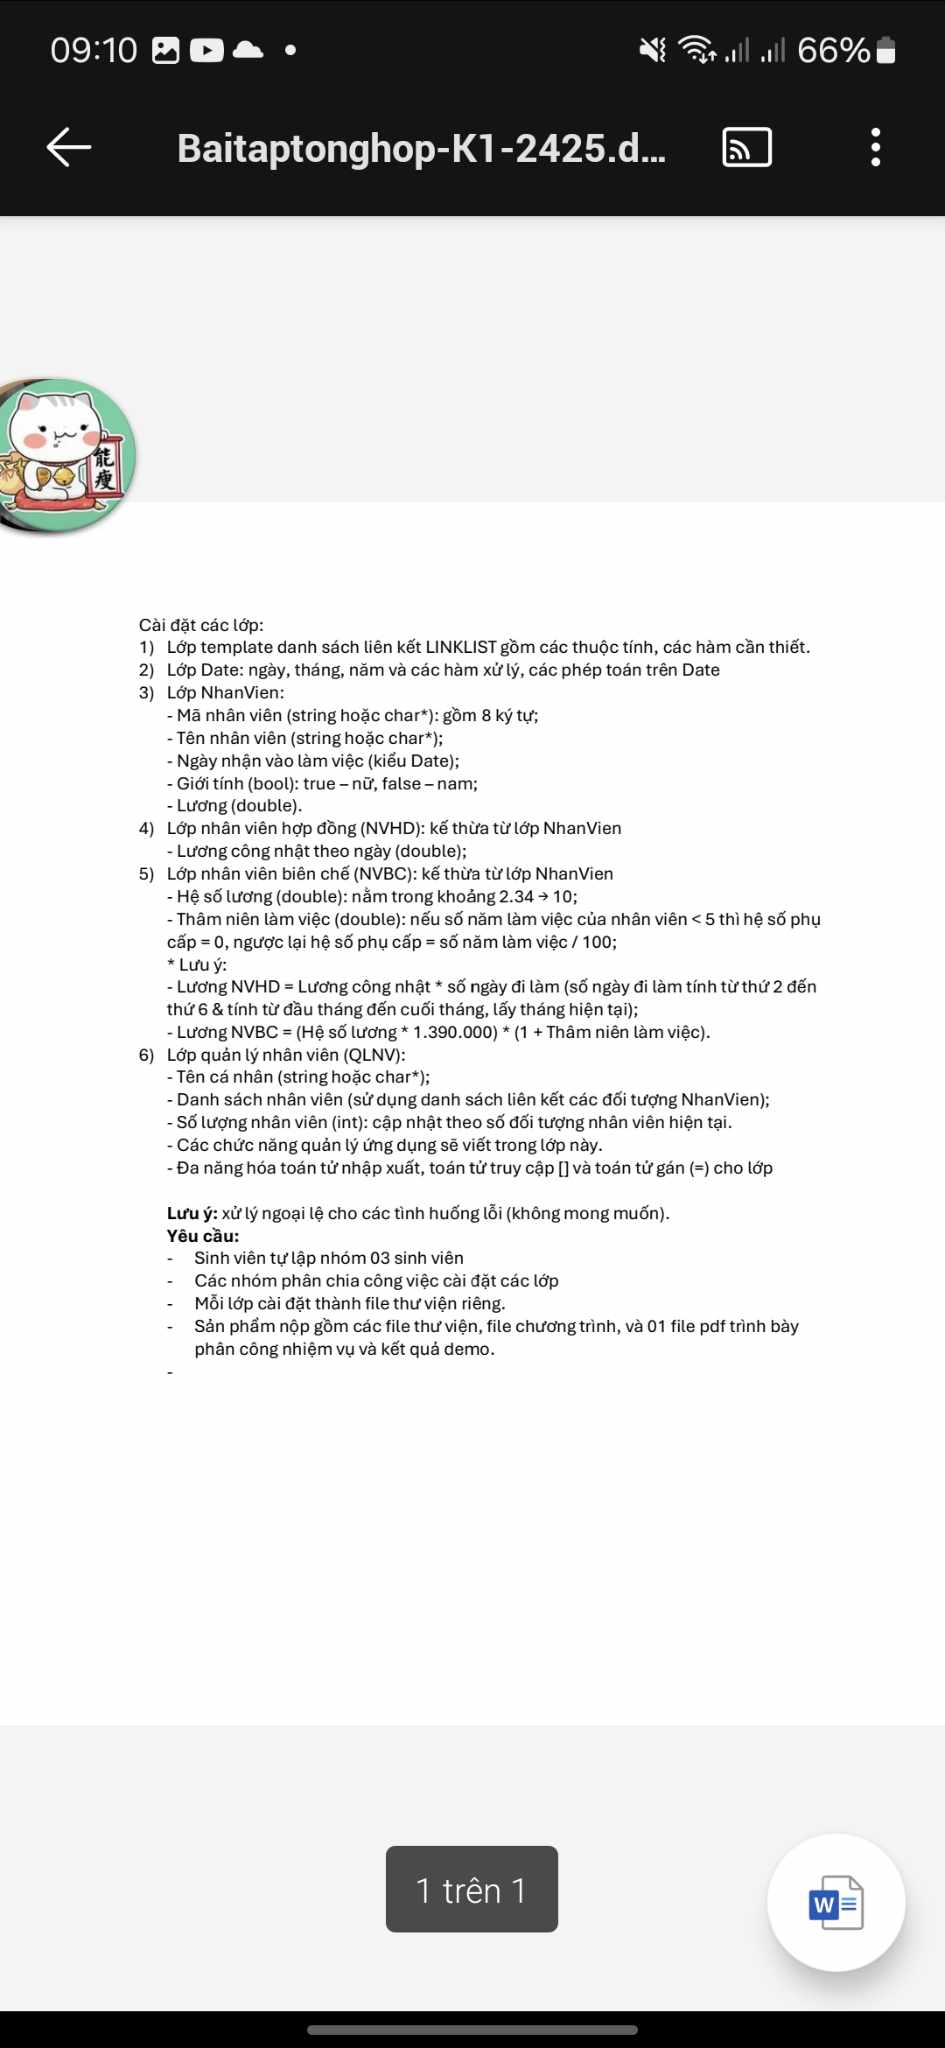 09:10
66%
Baitaptonghop-K1-2425.d...
能
瘦
Cài đặt các lớp:
1) Lớp template danh sách liên kết LINKLIST gồm các thuộc tính, các hàm cần thiết.
2) Lớp Date: ngày, tháng, năm và các hàm xử lý, các phép toán trên Date
3) Lớp NhanVien:
- Mã nhân viên (string hoặc char*): gồm 8 ký tự;
- Tên nhân viên (string hoặc char*);
- Ngày nhận vào làm việc (kiểu Date);
- Giới tính (bool): true – nữ, false – nam;
- Lương (double).
4) Lớp nhân viên hợp đồng (NVHD): kế thừa từ lớp NhanVien
- Lương công nhật theo ngày (double);
5) Lớp nhân viên biên chế (NVBC): kế thừa từ lớp NhanVien
- Hệ số lương (double): nằm trong khoảng 2.34 → 10;
- Thâm niên làm việc (double): nếu số năm làm việc của nhân viên < 5 thì hệ số phụ
cấp = 0, ngược lại hệ số phụ cấp = số năm làm việc / 100;
* Lưu ý:
- Lương NVHD = Lương công nhật * số ngày đi làm (số ngày đi làm tính từ thứ 2 đến
thứ 6 & tính từ đầu tháng đến cuối tháng, lấy tháng hiện tại);
- Lương NVBC = (Hệ số lương * 1.390.000) * (1 + Thâm niên làm việc).
6) Lớp quản lý nhân viên (QLNV):
- Tên cá nhân (string hoặc char*);
- Danh sách nhân viên (sử dụng danh sách liên kết các đối tượng NhanVien);
- Số lượng nhân viên (int): cập nhật theo số đối tượng nhân viên hiện tại.
- Các chức năng quản lý ứng dụng sẽ viết trong lớp này.
- Đa năng hóa toán tử nhập xuất, toán tử truy cập [] và toán tử gán (=) cho lớp
Lưu ý: xử lý ngoại lệ cho các tình huống lỗi (không mong muốn).
Yêu cầu:
- Sinh viên tự lập nhóm 03 sinh viên
- Các nhóm phân chia công việc cài đặt các lớp
- Mỗi lớp cài đặt thành file thư viện riêng.
- Sản phẩm nộp gồm các file thư viện, file chương trình, và 01 file pdf trình bày
phân công nhiệm vụ và kết quả demo.
-
1 trên 1
W